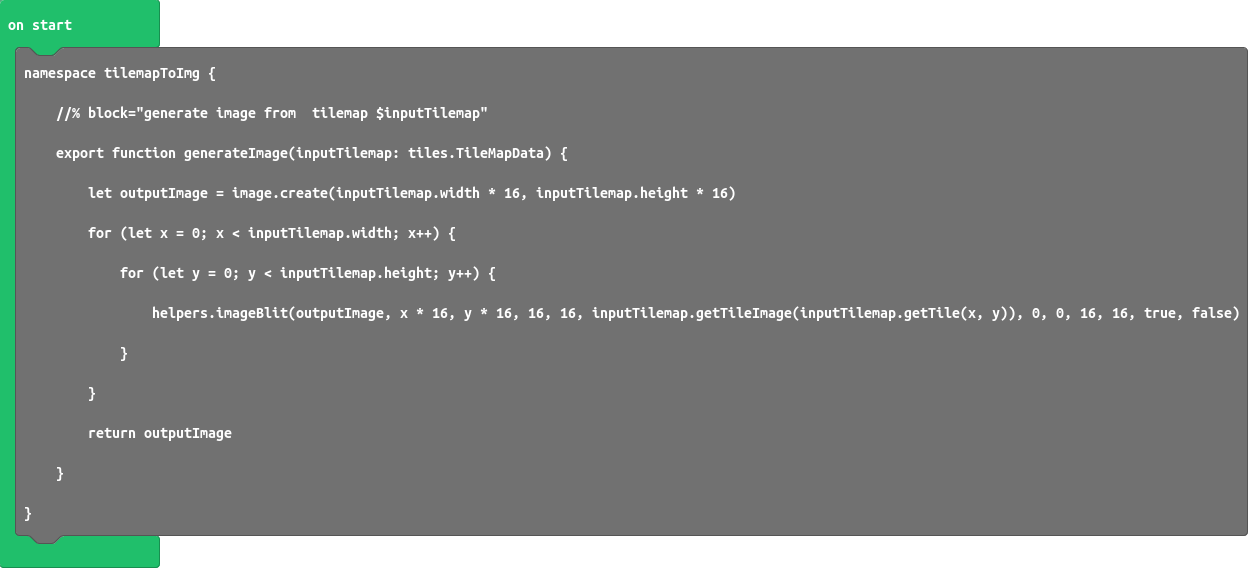 on start
namespace tilemapToImg {
//% block="generate image from  tilemap $inputTilemap"
export function generateImage(inputTilemap: tiles.TileMapData) {
let outputImage = image.create(inputTilemap.width * 16, inputTilemap.height * 16)
for (let x = 0; x < inputTilemap.width; x++) {
for (let y = 0; y < inputTilemap.height; y++) {
helpers.imageBlit(outputImage, x * 16, y * 16, 16, 16, inputTilemap.getTileImage(inputTilemap.getTile(x, y)), 0, 0, 16, 16, true, false)
}
}
return outputImage
}
}